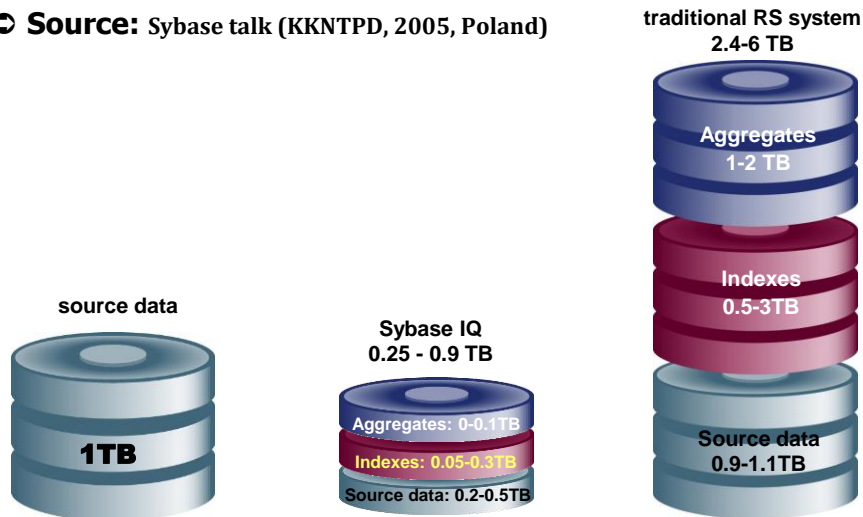 ➲ Source: Sybase talk (KKNTPD, 2005, Poland)
traditional RS system
2.4-6 TB
Aggregates
1-2 TB
Indexes
0.5-3TB
Source data
0.9-1.1TB
source data
1TB
Sybase IQ
0.25 - 0.9 TB
Aggregates: 0-0.1TB
Indexes: 0.05-0.3TB
Source data: 0.2-0.5TB